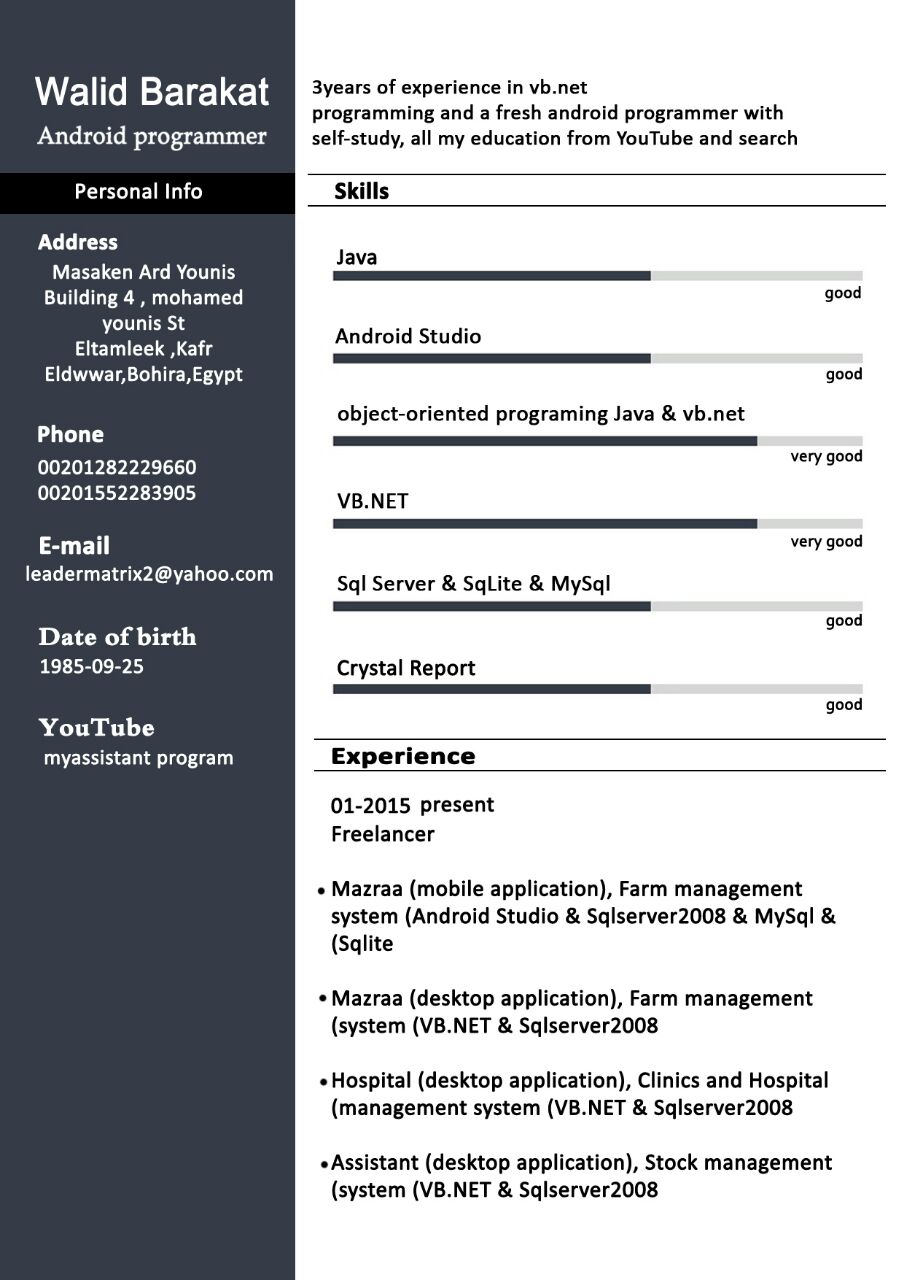 Walid Barakat
Android programmer
Personal Info
Address
Masaken Ard Younis
Building 4 , mohamed
younis St
Eltamleek ,Kafr
Eldwwar,Bohira,Egypt
Phone
00201282229660
00201552283905
E-mail
leadermatrix2@yahoo.com
Date of birth
1985-09-25
YouTube
myassistant program
3years of experience in vb.net
programming and a fresh android programmer with
self-study, all my education from YouTube and search
Skills
Java
good
Android Studio
good
object-oriented programing Java & vb.net
very good
VB.NET
very good
Sql Server & SqLite & MySql
good
Crystal Report
good
Experience
01-2015 present
Freelancer
• Mazraa (mobile application), Farm management
system (Android Studio & Sqlserver2008 & MySql &
(Sqlite
• Mazraa (desktop application), Farm management
(system (VB.NET & Sqlserver2008
• Hospital (desktop application), Clinics and Hospital
(management system (VB.NET & Sqlserver2008
• Assistant (desktop application), Stock management
(system (VB.NET & Sqlserver2008